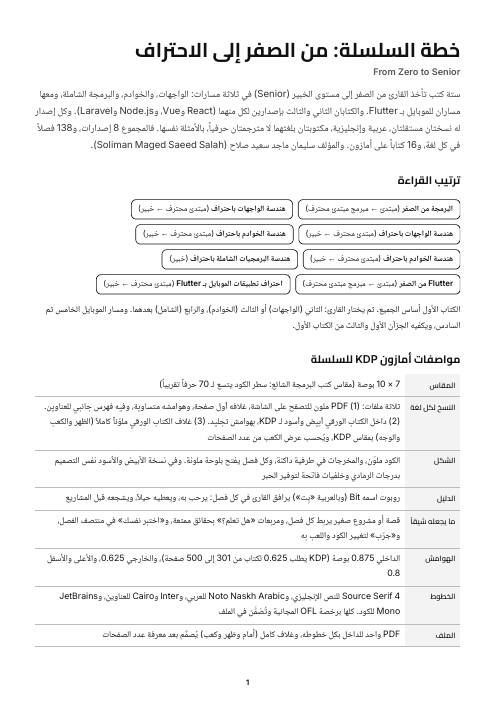 خطة السلسلة: من الصفر إلى الاحتراف
From Zero to Senior
ستة كتب تأخذ القارئ من الصفر إلى مستوى الخبير (Senior) في ثلاثة مسارات: الواجهات، والخوادم، والبرمجة الشاملة، ومعها
مساران للموبايل بـ Flutter. والكتابان الثاني والثالث بإصدارين لكل منهما (React وVue، وNode.js وLaravel). وكل إصدار
له نسختان مستقلتان، عربية وإنجليزية، مكتوبتان بلغتهما لا مترجمتان حرفياً، بالأمثلة نفسها. فالمجموع 8 إصدارات، و138 فصلاً
في كل لغة، و16 كتاباً على أمازون. والمؤلف سليمان ماجد سعيد صلاح (Soliman Maged Saeed Salah).
ترتيب القراءة
البرمجة من الصفر (مبتدئ ← مبرمج مبتدئ محترف) هندسة الواجهات باحتراف (مبتدئ محترف ← خبير)
هندسة الواجهات باحتراف (مبتدئ محترف ← خبير) هندسة الخوادم باحتراف (مبتدئ محترف ← خبير)
هندسة الخوادم باحتراف (مبتدئ محترف ← خبير) هندسة البرمجيات الشاملة باحتراف (خبير)
Flutter من الصفر (مبتدئ ← مبرمج مبتدئ محترف) احتراف تطبيقات الموبايل بـ Flutter (مبتدئ محترف ← خبير)
الكتاب الأول أساس الجميع. ثم يختار القارئ: الثاني (الواجهات) أو الثالث (الخوادم)، والرابع (الشامل) بعدهما. ومسار الموبايل الخامس ثم
السادس، ويكفيه الجزآن الأول والثالث من الكتاب الأول.
مواصفات أمازون KDP للسلسلة
المقاس 7 × 10 بوصة (مقاس كتب البرمجة الشائع: سطر الكود يتسع لـ 70 حرفاً تقريباً)
النسخ لكل لغة ثلاثة ملفات: (1) PDF ملون للتصفح على الشاشة، غلافه أول صفحة، وهوامشه متساوية، وفيه فهرس جانبي للعناوين.
(2) داخل الكتاب الورقي أبيض وأسود لـ KDP، بهوامش تجليد. (3) غلاف الكتاب الورقي ملوّناً كاملاً (الظهر والكعب
والوجه) بمقاس KDP، ويُحسب عرض الكعب من عدد الصفحات
الشكل الكود ملوّن، والمخرجات في طرفية داكنة، وكل فصل يفتح بلوحة ملونة. وفي نسخة الأبيض والأسود نفس التصميم
بدرجات الرمادي وخلفيات فاتحة لتوفير الحبر
الدليل روبوت اسمه Bit (وبالعربية «بِت») يرافق القارئ في كل فصل: يرحب به، ويعطيه حيلاً، ويشجعه قبل المشاريع
ما يجعله شيقاً قصة أو مشروع صغير يربط كل فصل، ومربعات «هل تعلم؟» بحقائق ممتعة، و«اختبر نفسك» في منتصف الفصل،
و«جرّب» لتغيير الكود واللعب به
الهوامش الداخلي 0.875 بوصة (KDP يطلب 0.625 لكتاب من 301 إلى 500 صفحة)، والخارجي 0.625، والأعلى والأسفل
0.8
الخطوط Source Serif 4 للنص الإنجليزي، وNoto Naskh Arabic للعربي، وInter وCairo للعناوين، وJetBrains
Mono للكود. كلها برخصة OFL المجانية وتُضمَّن في الملف
الملف PDF واحد للداخل بكل خطوطه، وغلاف كامل (أمام وظهر وكعب) يُصمَّم بعد معرفة عدد الصفحات
1